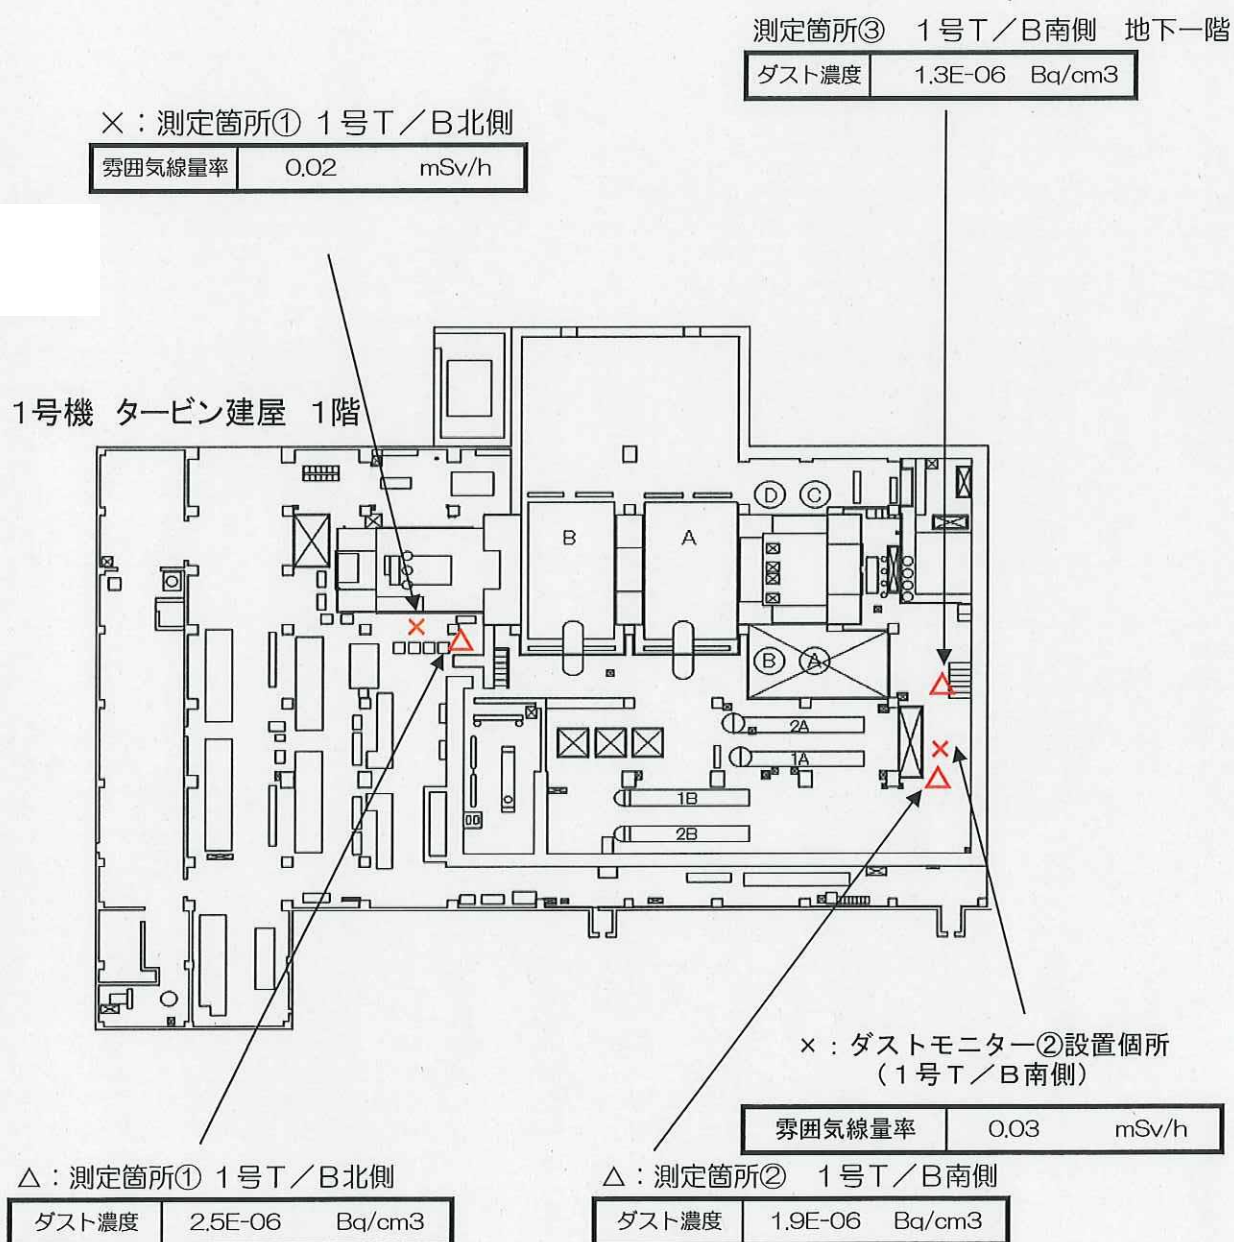 測定箇所③ 1号T／B南側 地下一階
ダスト濃度 1.3E-06 Bq/cm3
×：測定箇所① 1号T／B北側
雰囲気線量率 0.02 mSv/h
1号機 タービン建屋 1階
D C
B A
B A
2A
1A
1B
2B
×：ダストモニター②設置個所
（1号T／B南側）
雰囲気線量率 0.03 mSv/h
△：測定箇所① 1号T／B北側
ダスト濃度 2.5E-06 Bq/cm3
△：測定箇所② 1号T／B南側
ダスト濃度 1.9E-06 Bq/cm3